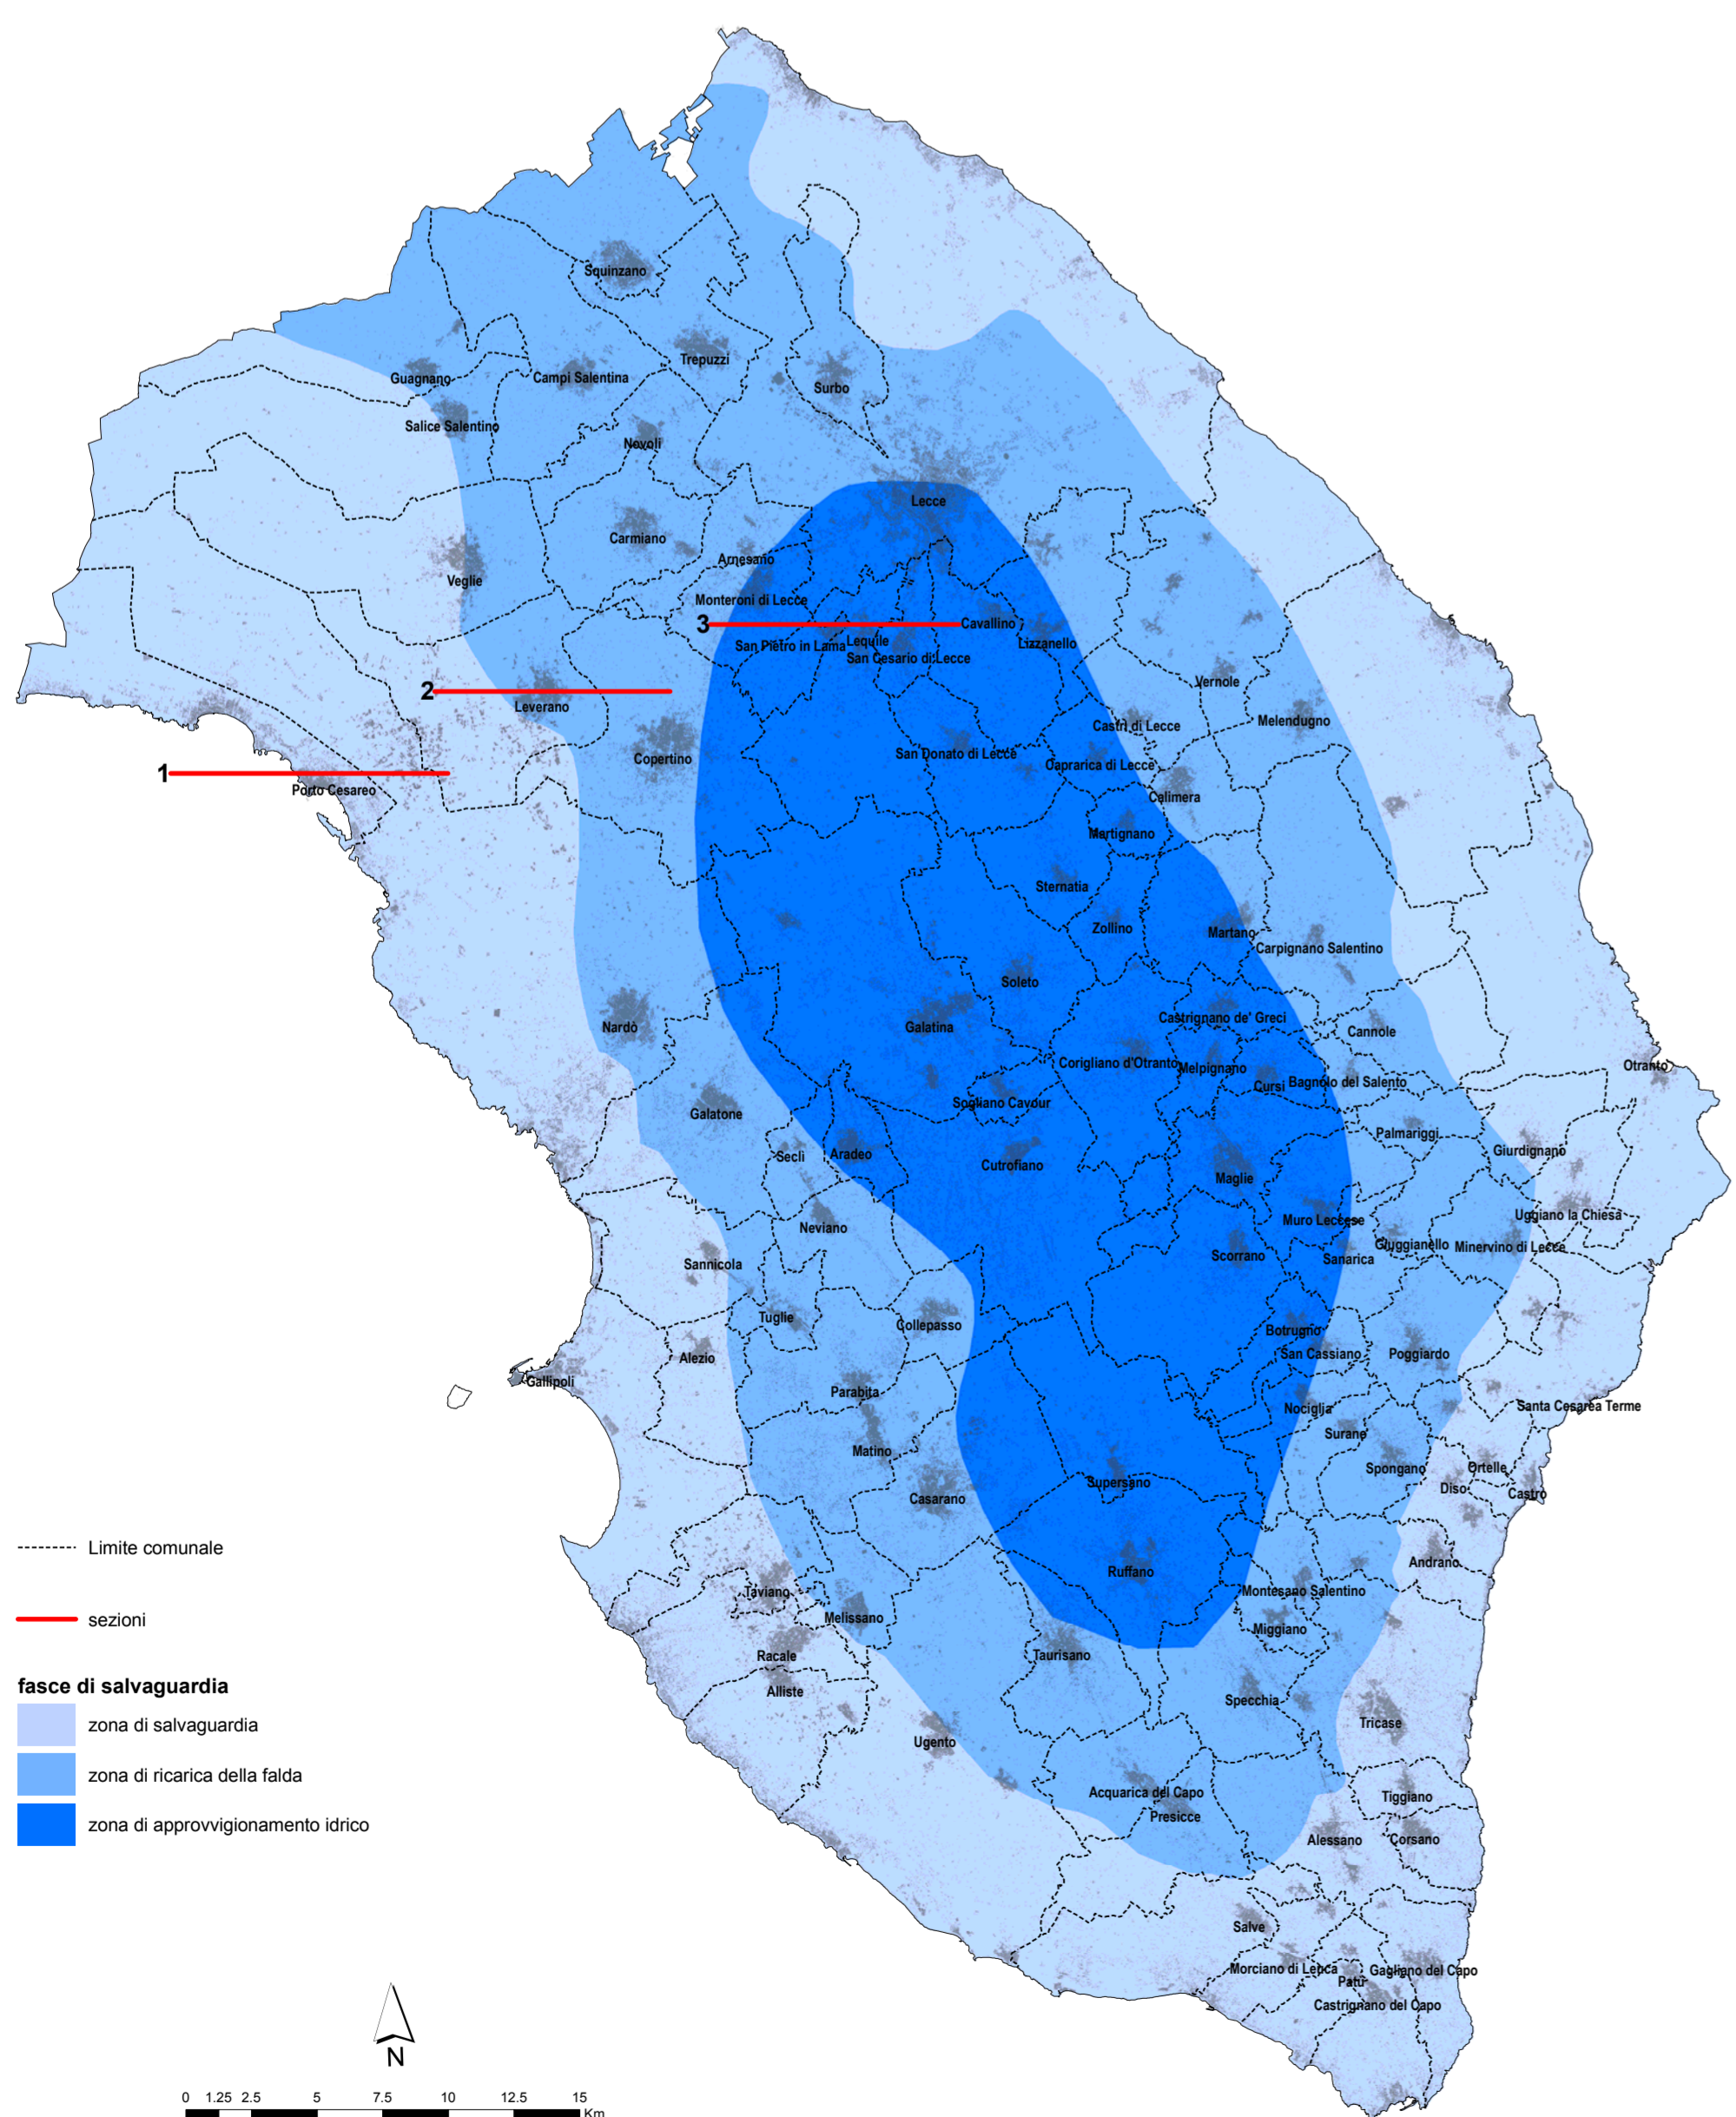 Squinzano
Trepuzzi
Guagnano
Campi Salentina
Surbo
Salice Salentino
Novoli
Lecce
Carmiano
Arnesano
Veglie
Monteroni di Lecce
3
Cavallino
San Pietro in Lama
Lequile
Lizzanello
San Cesario di Lecce
Vernole
2
Leverano
Melendugno
Castri di Lecce
Copertino
San Donato di Lecce
Caprarica di Lecce
1
Porto Cesareo
Calimera
Martignano
Sternatia
Zollino
Martano
Carpignano Salentino
Soleto
Nardò
Galatina
Castrignano de' Greci
Cannole
Corigliano d'Otranto
Melpignano
Otranto
Cursi
Bagnolo del Salento
Sogliano Cavour
Galatone
Palmariggi
Giurdignano
Secli
Aradeo
Cutrofiano
Maglie
Neviano
Muro Leccese
Uggiano la Chiesa
Scorrano
Sanarica
Giuggianello
Minervino di Lecce
Sannicola
Tuglie
Collepasso
Botrugno
San Cassiano
Poggiardo
Alezio
Gallipoli
Parabita
Nociglia
Santa Cesarea Terme
Matino
Surano
Supersano
Spongano
Ortelle
Diso
Castro
Casarano
Ruffano
Andrano
Taviano
Montesano Salentino
Melissano
Miggiano
Racale
Taurisano
Alliste
Specchia
Tricase
Ugento
Acquarica del Capo
Presicce
Tiggiano
Alessano
Corsano
Salve
Morciano di Leuca
Patù
Gagliano del Capo
Castrignano del Capo
Limite comunale
sezioni
fasce di salvaguardia
zona di salvaguardia
zona di ricarica della falda
zona di approvvigionamento idrico
N
0 1.25 2.5 5 7.5 10 12.5 15
Km